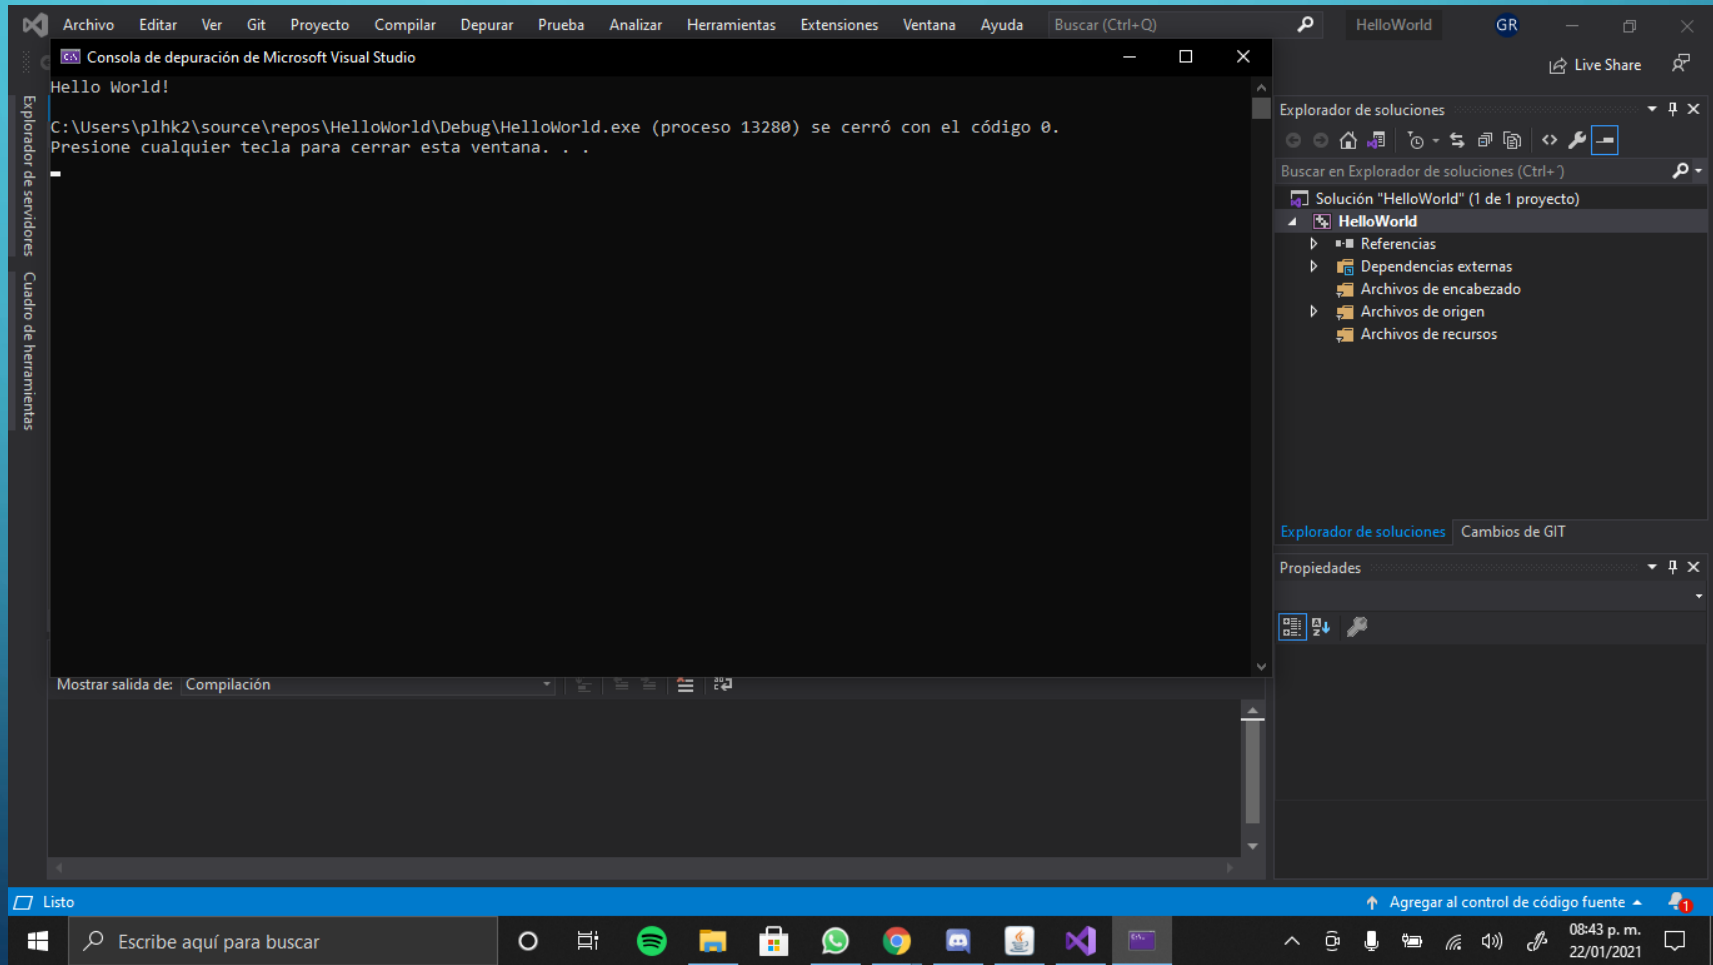 Archivo Editar Ver Git Proyecto Compilar Depurar Prueba Analizar Herramientas Extensiones Ventana Ayuda Buscar (Ctrl+Q) HelloWorld GR
Consola de depuración de Microsoft Visual Studio
Live Share
Hello World!
C:\Users\plhk2\source\repos\HelloWorld\Debug\HelloWorld.exe (proceso 13280) se cerró con el código 0.
Presione cualquier tecla para cerrar esta ventana. . .
Explorador de servidores
Cuadro de herramientas
Explorador de soluciones
Buscar en Explorador de soluciones (Ctrl+´)
Solución "HelloWorld" (1 de 1 proyecto)
HelloWorld
Referencias
Dependencias externas
Archivos de encabezado
Archivos de origen
Archivos de recursos
Explorador de soluciones Cambios de GIT
Propiedades
Mostrar salida de: Compilación
Listo
Agregar al control de código fuente
1
Escribe aquí para buscar
08:43 p. m.
22/01/2021